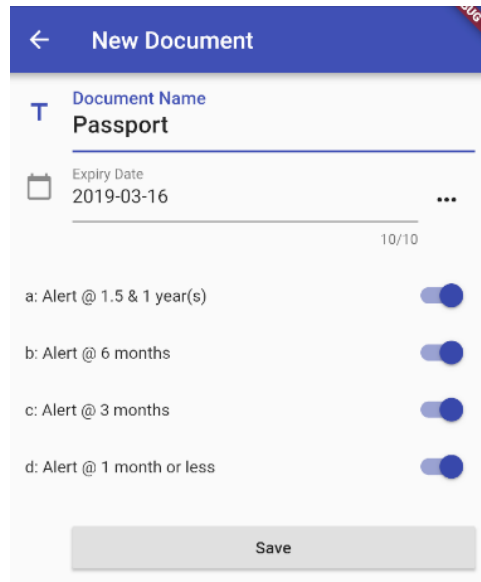 New Document
Document Name
Passport
Expiry Date
2019-03-16
10/10
a: Alert @ 1.5 & 1 year(s)
b: Alert @ 6 months
c: Alert @ 3 months
d: Alert @ 1 month or less
Save